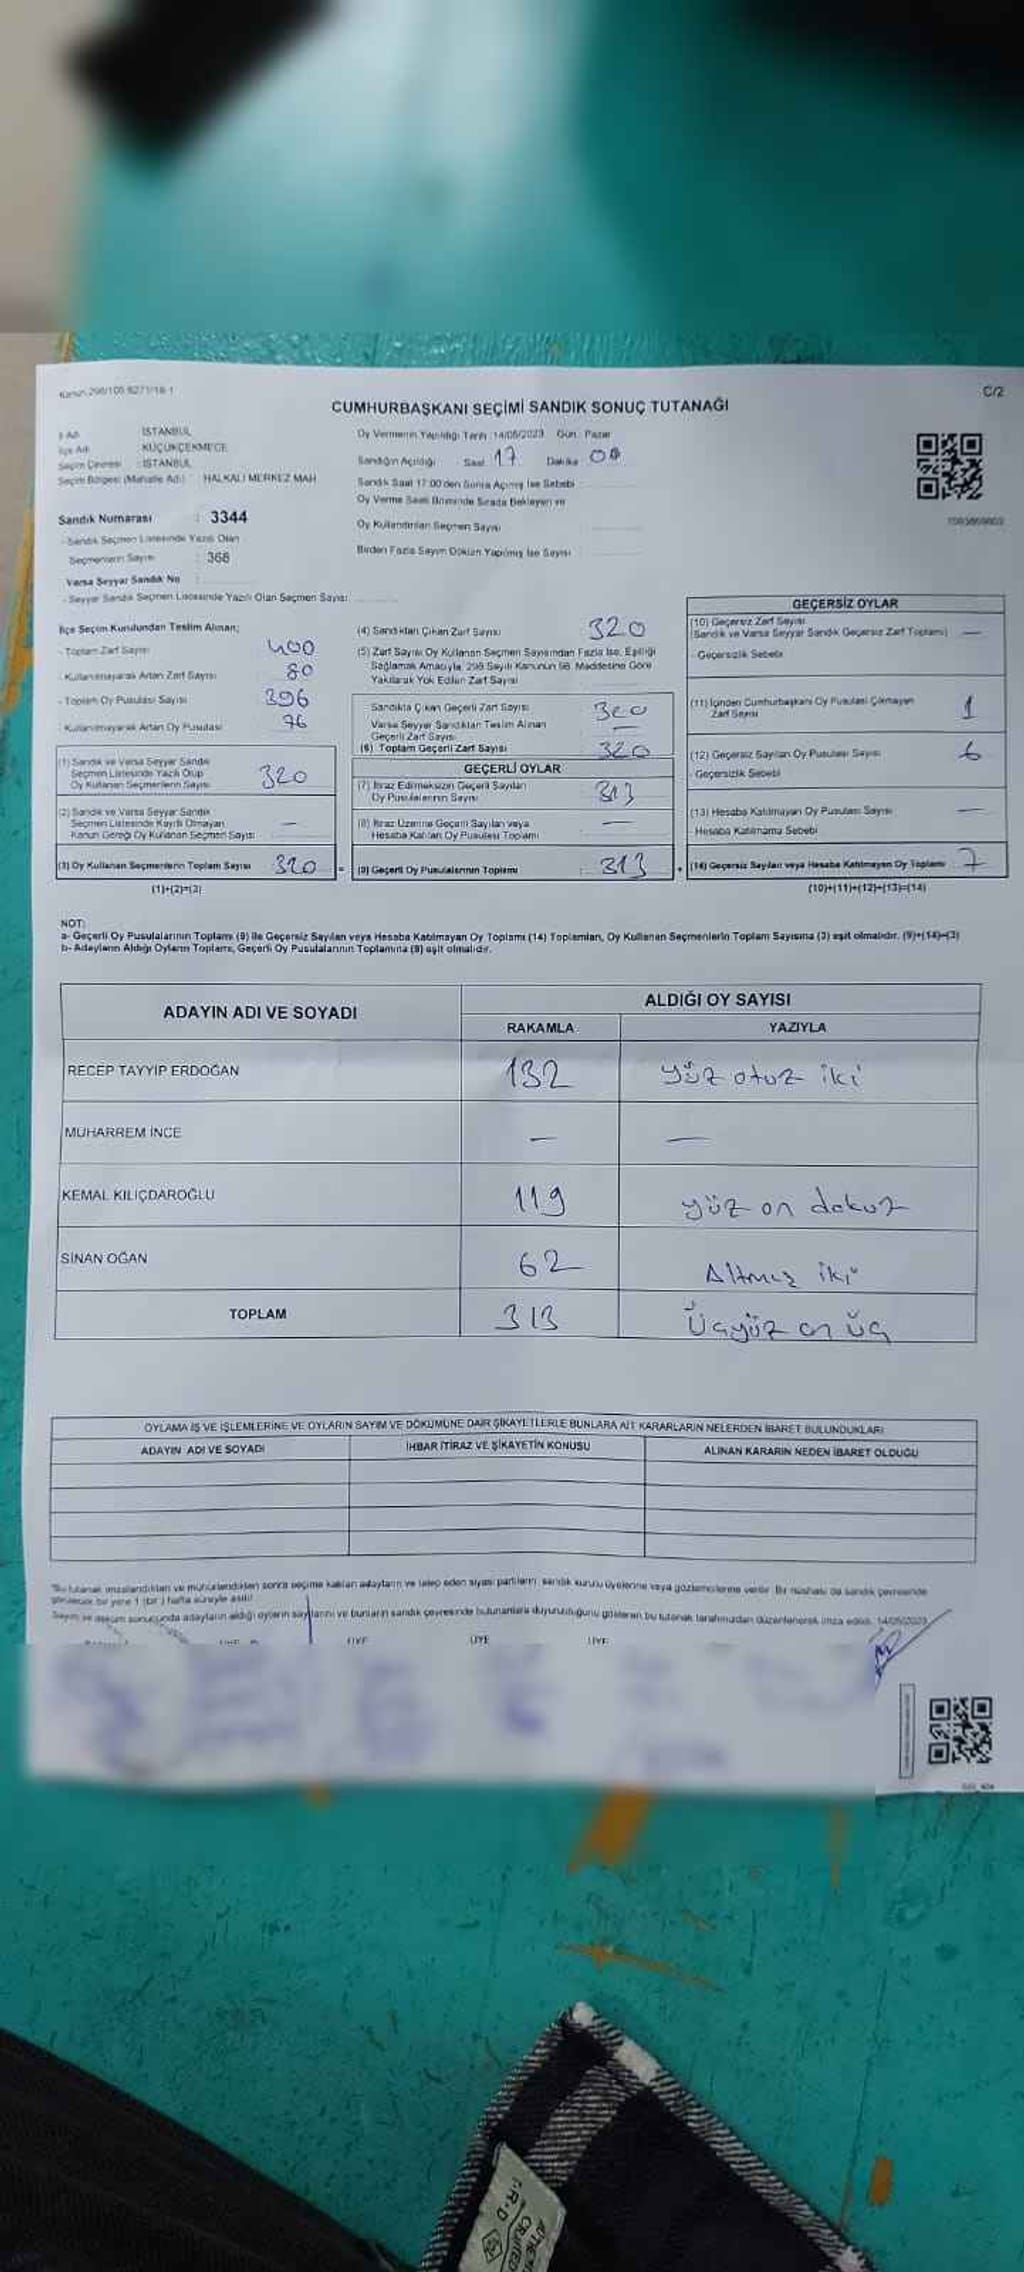 Kanun 298/105 6271/18-1
C/2
CUMHURBAŞKANI SEÇİMİ SANDIK SONUÇ TUTANAĞI
İl Adı : İSTANBUL
İlçe Adı : KÜÇÜKÇEKMECE
Seçim Çevresi : İSTANBUL
Seçim Bölgesi (Mahalle Adı) : HALKALI MERKEZ MAH
Sandık Numarası : 3344
- Sandık Seçmen Listesinde Yazılı Olan
Seçmenlerin Sayısı : 368
Varsa Seyyar Sandık No :
- Seyyar Sandık Seçmen Listesinde Yazılı Olan Seçmen Sayısı:
Oy Vermenin Yapıldığı Tarih :14/05/2023 Gün: Pazar
Sandığın Açıldığı Saat 17 Dakika 00
Sandık Saat 17:00'den Sonra Açılmış İse Sebebi
Oy Verme Saati Bitiminde Sırada Bekleyen ve
Oy Kullandırılan Seçmen Sayısı
Birden Fazla Sayım Döküm Yapılmış İse Sayısı
İlçe Seçim Kurulundan Teslim Alınan;
- Toplam Zarf Sayısı : 400
- Kullanılmayarak Artan Zarf Sayısı : 80
- Toplam Oy Pusulası Sayısı : 396
- Kullanılmayarak Artan Oy Pusulası : 76
(1) Sandık ve Varsa Seyyar Sandık
Seçmen Listesinde Yazılı Olup
Oy Kullanan Seçmenlerin Sayısı : 320
(2) Sandık ve Varsa Seyyar Sandık
Seçmen Listesinde Kayıtlı Olmayan
Kanun Gereği Oy Kullanan Seçmen Sayısı : —
(3) Oy Kullanan Seçmenlerin Toplam Sayısı : 320
(1)+(2)=(3)
(4) Sandıktan Çıkan Zarf Sayısı : 320
(5) Zarf Sayısı Oy Kullanan Seçmen Sayısından Fazla İse, Eşitliği
Sağlamak Amacıyla, 298 Sayılı Kanunun 98. Maddesine Göre
Yakılarak Yok Edilen Zarf Sayısı : —
Sandıkta Çıkan Geçerli Zarf Sayısı : 320
Varsa Seyyar Sandıktan Teslim Alınan
Geçerli Zarf Sayısı : —
(6) Toplam Geçerli Zarf Sayısı : 320
GEÇERLİ OYLAR
(7) İtiraz Edilmeksizin Geçerli Sayılan
Oy Pusulalarının Sayısı : 313
(8) İtiraz Üzerine Geçerli Sayılan veya
Hesaba Katılan Oy Pusulası Toplamı : —
(9) Geçerli Oy Pusulalarının Toplamı : 313
GEÇERSİZ OYLAR
(10) Geçersiz Zarf Sayısı
(Sandık ve Varsa Seyyar Sandık Geçersiz Zarf Toplamı) —
- Geçersizlik Sebebi
(11) İçinden Cumhurbaşkanı Oy Pusulası Çıkmayan
Zarf Sayısı 1
(12) Geçersiz Sayılan Oy Pusulası Sayısı 6
- Geçersizlik Sebebi
(13) Hesaba Katılmayan Oy Pusulası Sayısı —
- Hesaba Katılmama Sebebi
(14) Geçersiz Sayılan veya Hesaba Katılmayan Oy Toplamı 7
(10)+(11)+(12)+(13)=(14)
NOT:
a- Geçerli Oy Pusulalarının Toplamı (9) ile Geçersiz Sayılan veya Hesaba Katılmayan Oy Toplamı (14) Toplamları, Oy Kullanan Seçmenlerin Toplam Sayısına (3) eşit olmalıdır. (9)+(14)=(3)
b- Adayların Aldığı Oyların Toplamı, Geçerli Oy Pusulalarının Toplamına (9) eşit olmalıdır.
ADAYIN ADI VE SOYADI
ALDIĞI OY SAYISI
RAKAMLA YAZIYLA
RECEP TAYYİP ERDOĞAN 132 yüz otuz iki
MUHARREM İNCE — —
KEMAL KILIÇDAROĞLU 119 yüz on dokuz
SİNAN OĞAN 62 Altmış iki
TOPLAM 313 Üçyüz on üç
OYLAMA İŞ VE İŞLEMLERİNE VE OYLARIN SAYIM VE DÖKÜMÜNE DAİR ŞİKAYETLERLE BUNLARA AİT KARARLARIN NELERDEN İBARET BULUNDUKLARI
ADAYIN ADI VE SOYADI İHBAR İTİRAZ VE ŞİKAYETİN KONUSU ALINAN KARARIN NEDEN İBARET OLDUĞU
Bu tutanak imzalandıktan ve mühürlendikten sonra seçime katılan adayların ve talep eden siyasi partilerin, sandık kurulu üyelerine veya gözlemcilerine verilir. Bir nüshası da sandık çevresinde
görülecek bir yere 1 (bir) hafta süreyle asılır.
Sayım ve döküm sonucunda adayların aldığı oyların sayılarını ve bunların sandık çevresinde bulunanlara duyurulduğunu gösteren bu tutanak tarafımızdan düzenlenerek imza edildi. 14/05/2023
ÜYE ÜYE ÜYE